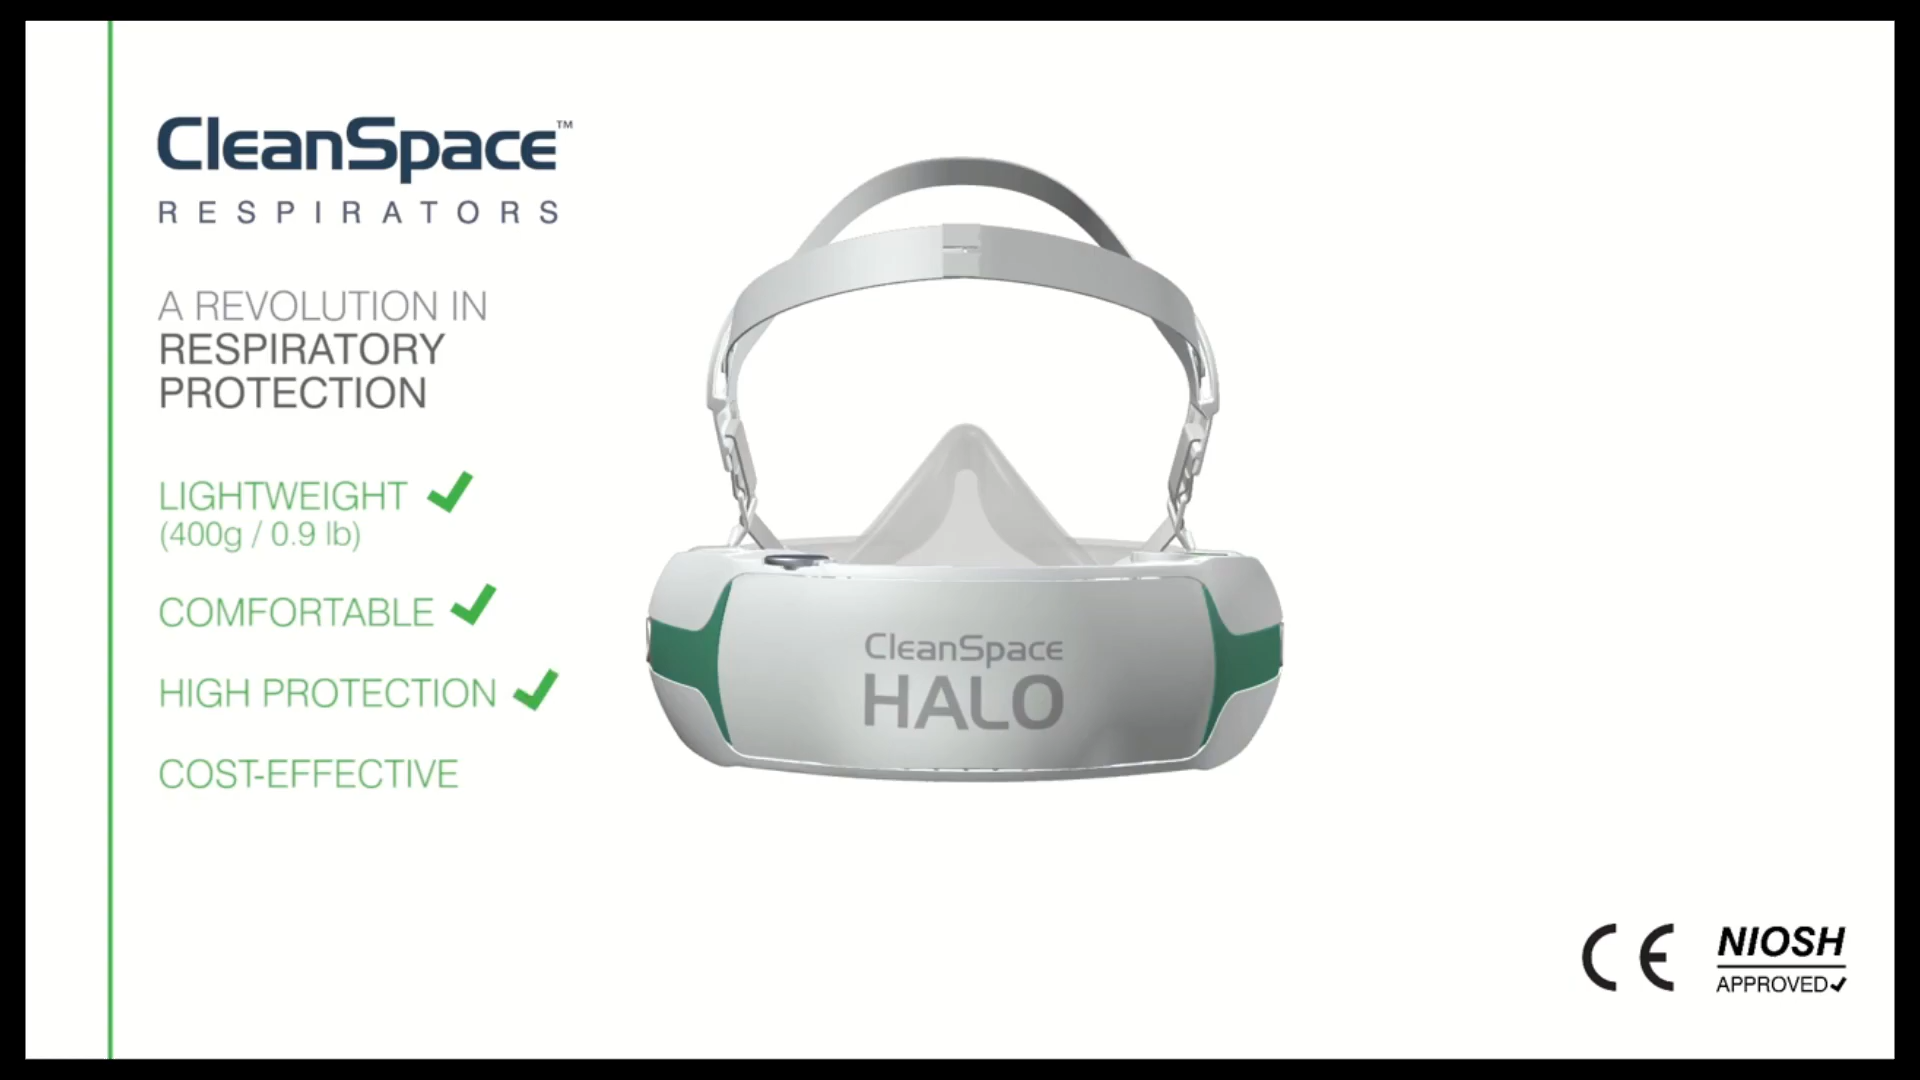 CleanSpace™
RESPIRATORS
A REVOLUTION IN
RESPIRATORY
PROTECTION
LIGHTWEIGHT ✔
(400g / 0.9 lb)
COMFORTABLE ✔
HIGH PROTECTION ✔
COST-EFFECTIVE
CleanSpace
HALO
CE
NIOSH
APPROVED✔